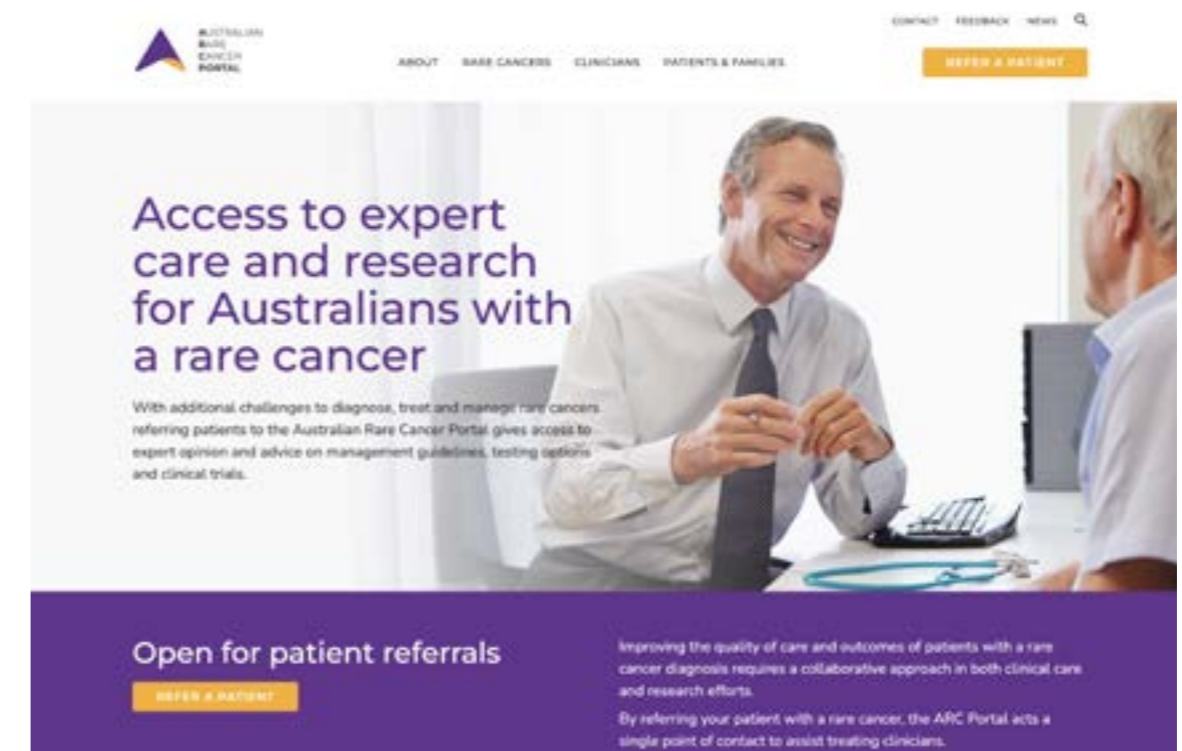 CONTACT FEEDBACK NEWS
AUSTRALIAN
RARE
CANCER
PORTAL
ABOUT RARE CANCERS CLINICIANS PATIENTS & FAMILIES
REFER A PATIENT
Access to expert
care and research
for Australians with
a rare cancer
With additional challenges to diagnose, treat and manage rare cancers
referring patients to the Australian Rare Cancer Portal gives access to
expert opinion and advice on management guidelines, testing options
and clinical trials.
Open for patient referrals
REFER A PATIENT
Improving the quality of care and outcomes of patients with a rare
cancer diagnosis requires a collaborative approach in both clinical care
and research efforts.
By referring your patient with a rare cancer, the ARC Portal acts a
single point of contact to assist treating clinicians.